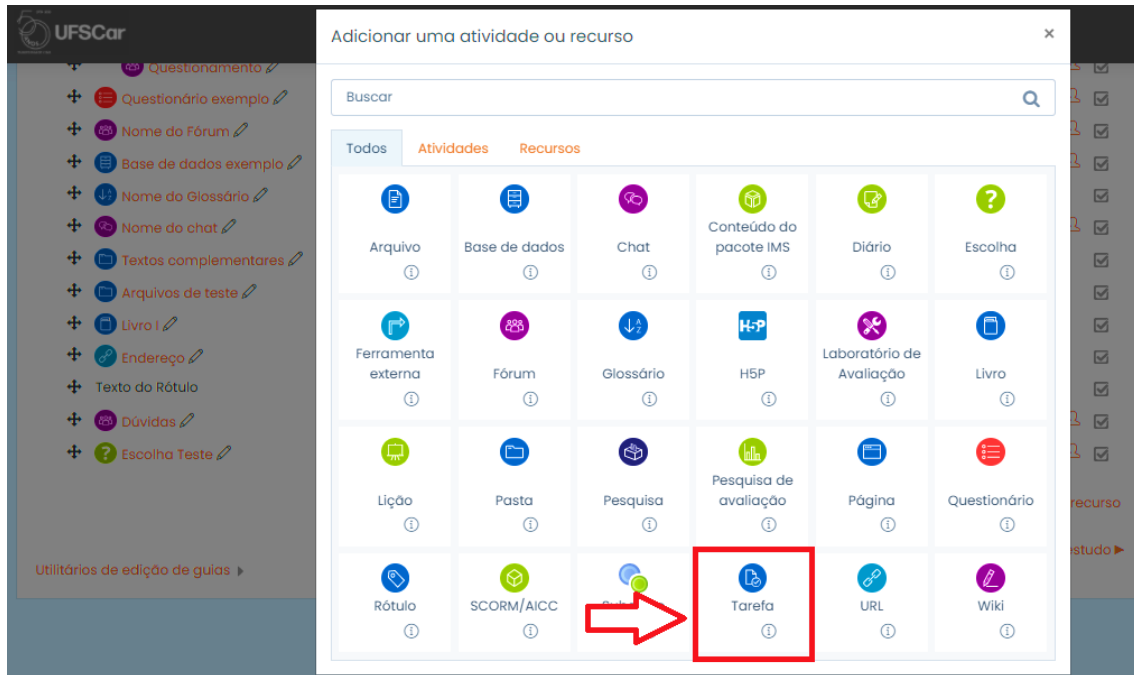 UFSCar
Adicionar uma atividade ou recurso
×
Questionamento
Questionário exemplo
Nome do Fórum
Base de dados exemplo
Nome do Glossário
Nome do chat
Textos complementares
Arquivos de teste
Livro I
Endereço
Texto do Rótulo
Dúvidas
Escolha Teste
Utilitários de edição de guias
Buscar
Todos Atividades Recursos
Arquivo
Base de dados
Chat
Conteúdo do
pacote IMS
Diário
Escolha
Ferramenta
externa
Fórum
Glossário
H5P
H5P
Laboratório de
Avaliação
Livro
Lição
Pasta
Pesquisa
Pesquisa de
avaliação
Página
Questionário
Rótulo
SCORM/AICC
Tarefa
URL
Wiki
recurso
estudo